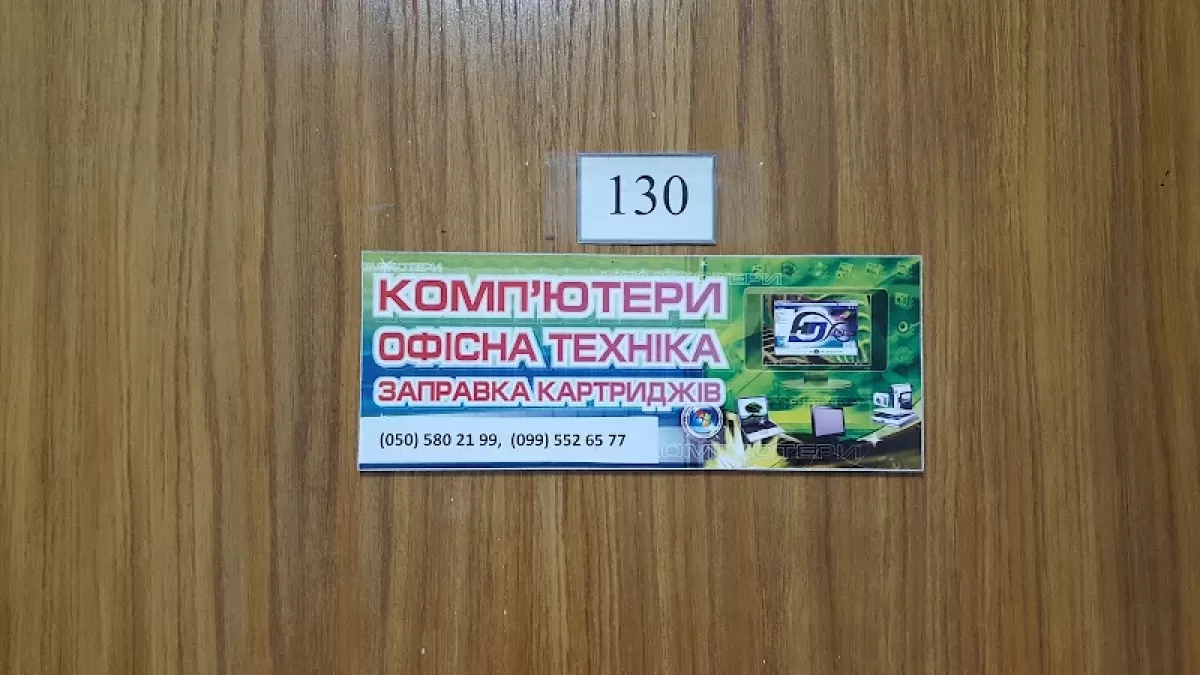 130
КОМП'ЮТЕРИ
ОФІСНА ТЕХНІКА
ЗАПРАВКА КАРТРИДЖІВ
(050) 580 21 99, (099) 552 65 77